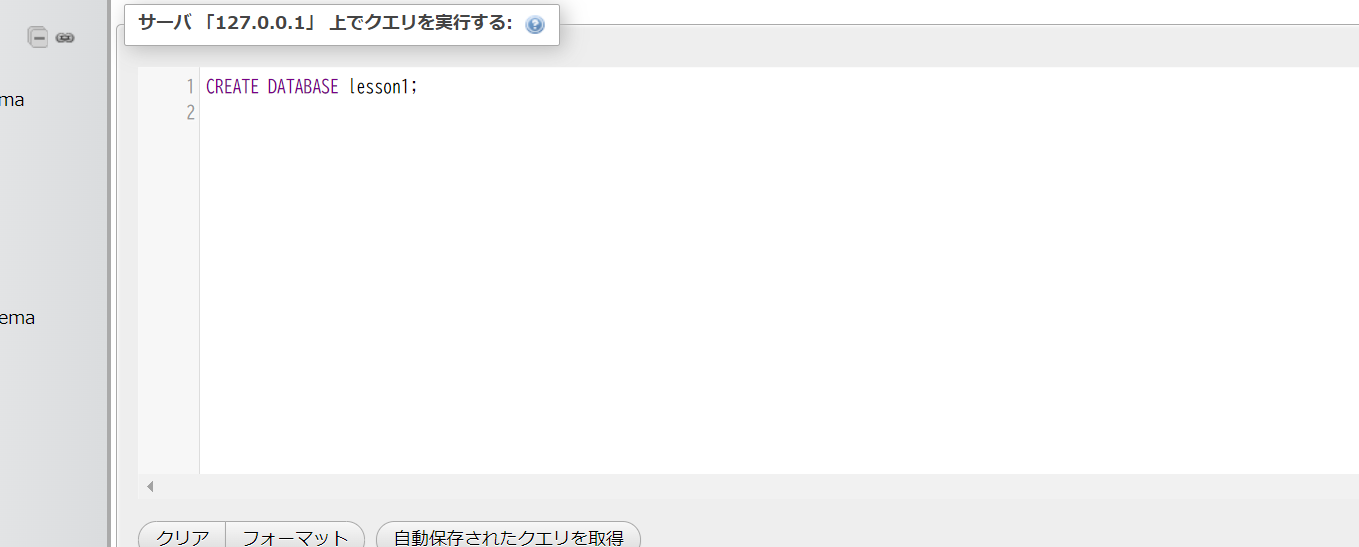 サーバ 「127.0.0.1」 上でクエリを実行する:
ma
1 CREATE DATABASE lesson1;
2
ema
クリア フォーマット 自動保存されたクエリを取得